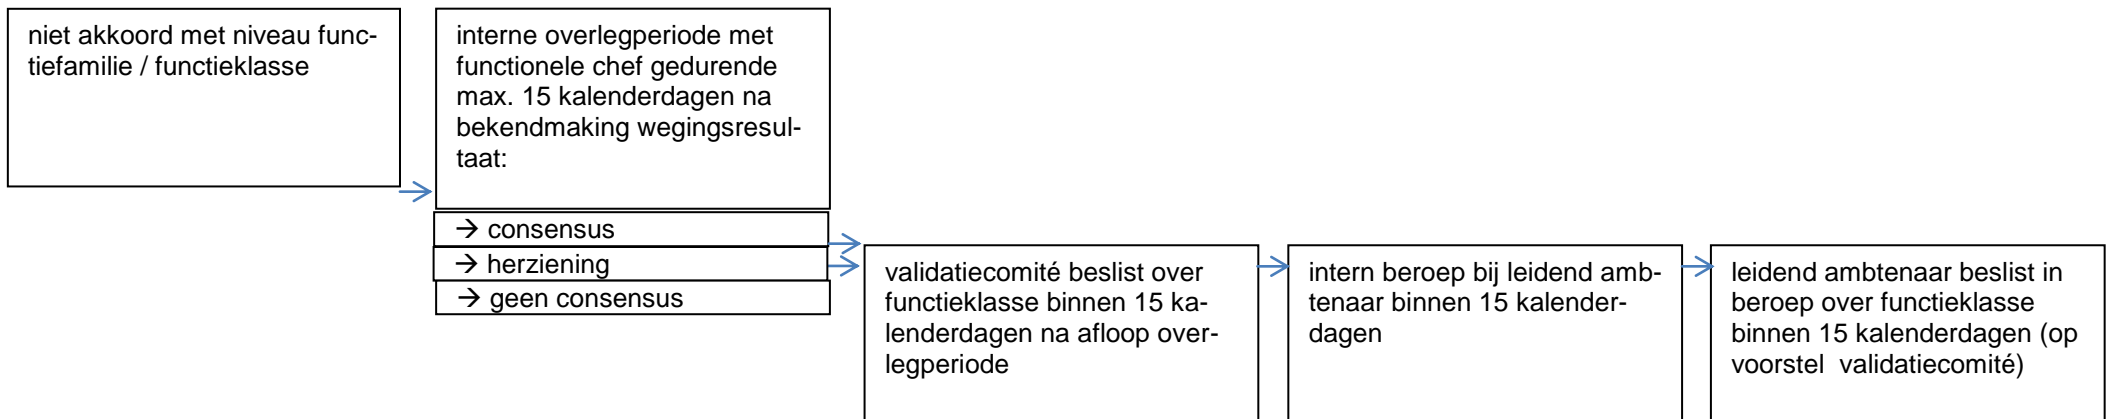 niet akkoord met niveau func-
tiefamilie / functieklasse
interne overlegperiode met
functionele chef gedurende
max. 15 kalenderdagen na
bekendmaking wegingsresul-
taat:
→ consensus
→ herziening
→ geen consensus
validatiecomité beslist over
functieklasse binnen 15 ka-
lenderdagen na afloop over-
legperiode
intern beroep bij leidend amb-
tenaar binnen 15 kalender-
dagen
leidend ambtenaar beslist in
beroep over functieklasse
binnen 15 kalenderdagen (op
voorstel validatiecomité)